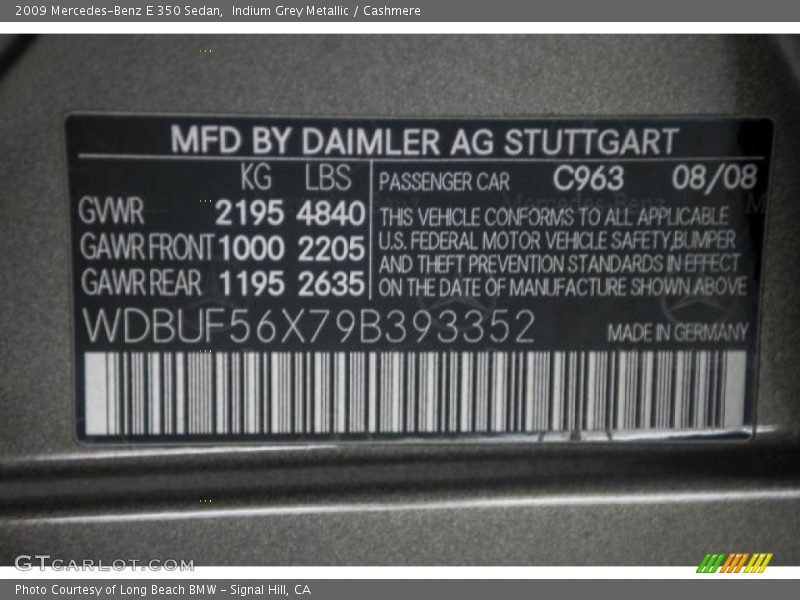 2009 Mercedes-Benz E 350 Sedan,  Indium Grey Metallic / Cashmere
MFD BY DAIMLER AG STUTTGART
KG LBS
GVWR 2195 4840
GAWR FRONT 1000 2205
GAWR REAR 1195 2635
PASSENGER CAR C963 08/08
THIS VEHICLE CONFORMS TO ALL APPLICABLE
U.S. FEDERAL MOTOR VEHICLE SAFETY, BUMPER
AND THEFT PREVENTION STANDARDS IN EFFECT
ON THE DATE OF MANUFACTURE SHOWN ABOVE
WDBUF56X79B393352
MADE IN GERMANY
GTCARLOT.COM
Photo Courtesy of Long Beach BMW - Signal Hill, CA